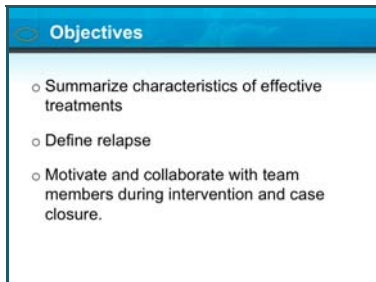 Objectives
o Summarize characteristics of effective
treatments
o Define relapse
o Motivate and collaborate with team
members during intervention and case
closure.